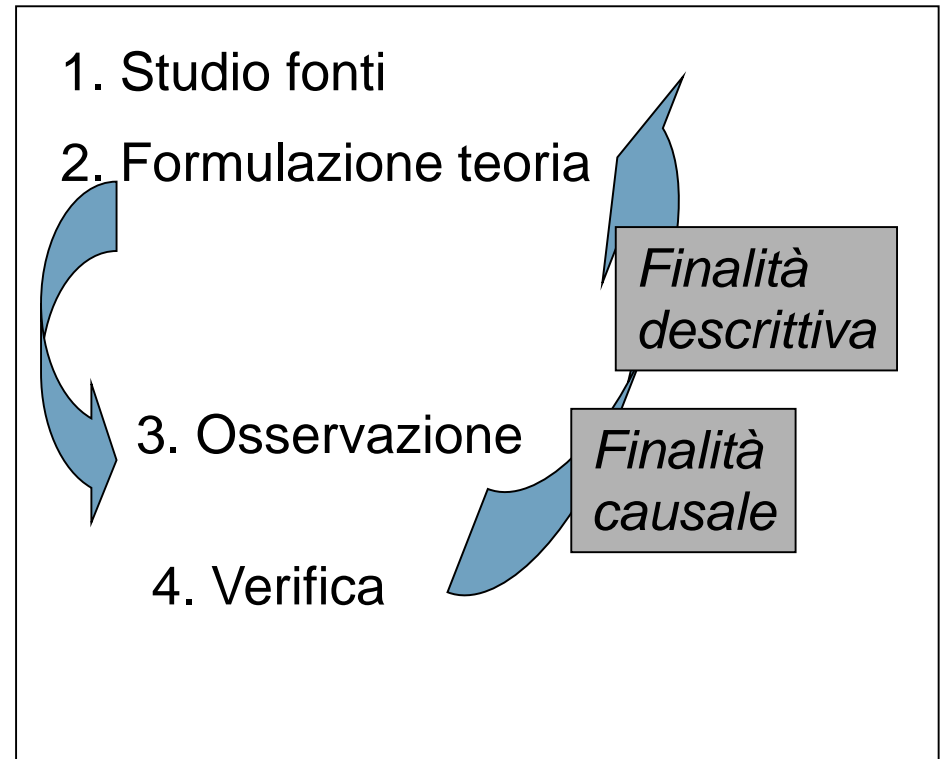 1. Studio fonti
2. Formulazione teoria
Finalità
descrittiva
3. Osservazione
Finalità
causale
4. Verifica